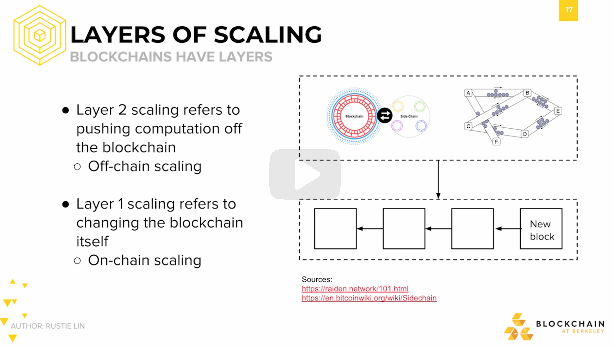 17
LAYERS OF SCALING
BLOCKCHAINS HAVE LAYERS
● Layer 2 scaling refers to
pushing computation off
the blockchain
○ Off-chain scaling
● Layer 1 scaling refers to
changing the blockchain
itself
○ On-chain scaling
Blockchain
Side Chain
A
B
C
D
E
F
New
block
Sources:
https://raiden.network/101.html
https://en.bitcoinwiki.org/wiki/Sidechain
AUTHOR: RUSTIE LIN
BLOCKCHAIN
AT BERKELEY